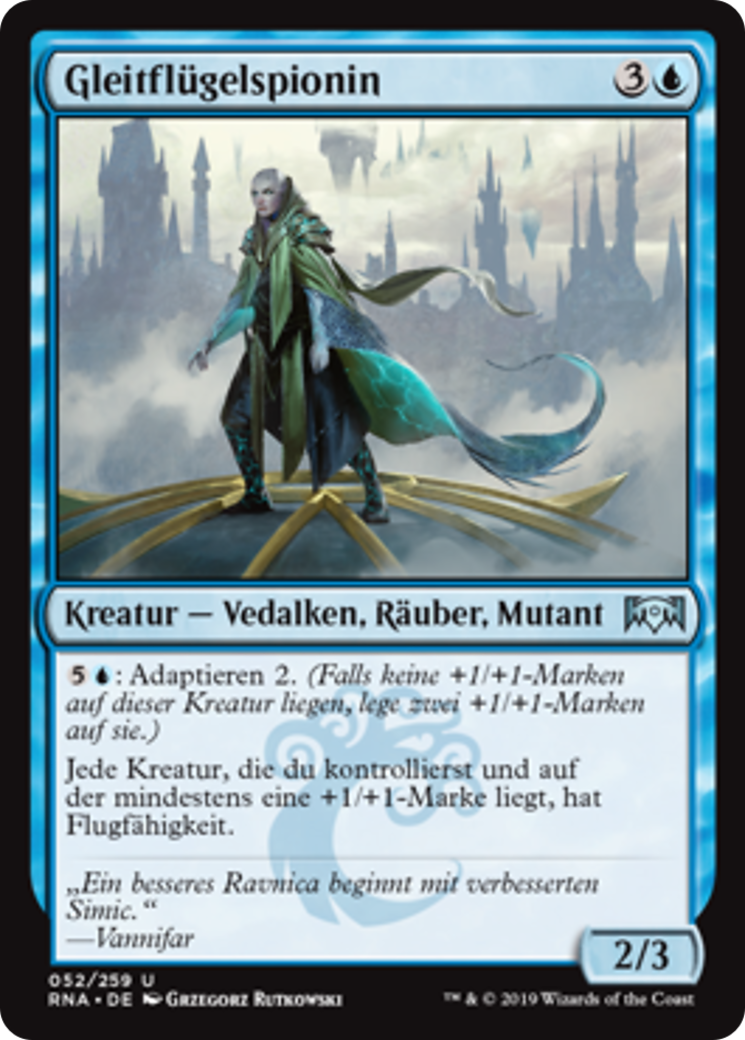 Gleitflügelspionin 3
Kreatur — Vedalken, Räuber, Mutant
5: Adaptieren 2. (Falls keine +1/+1-Marken
auf dieser Kreatur liegen, lege zwei +1/+1-Marken
auf sie.)
Jede Kreatur, die du kontrollierst und auf
der mindestens eine +1/+1-Marke liegt, hat
Flugfähigkeit.
„Ein besseres Ravnica beginnt mit verbesserten
Simic.“
—Vannifar
2/3
052/259 U
RNA • DE Grzegorz Rutkowski
™ & © 2019 Wizards of the Coast